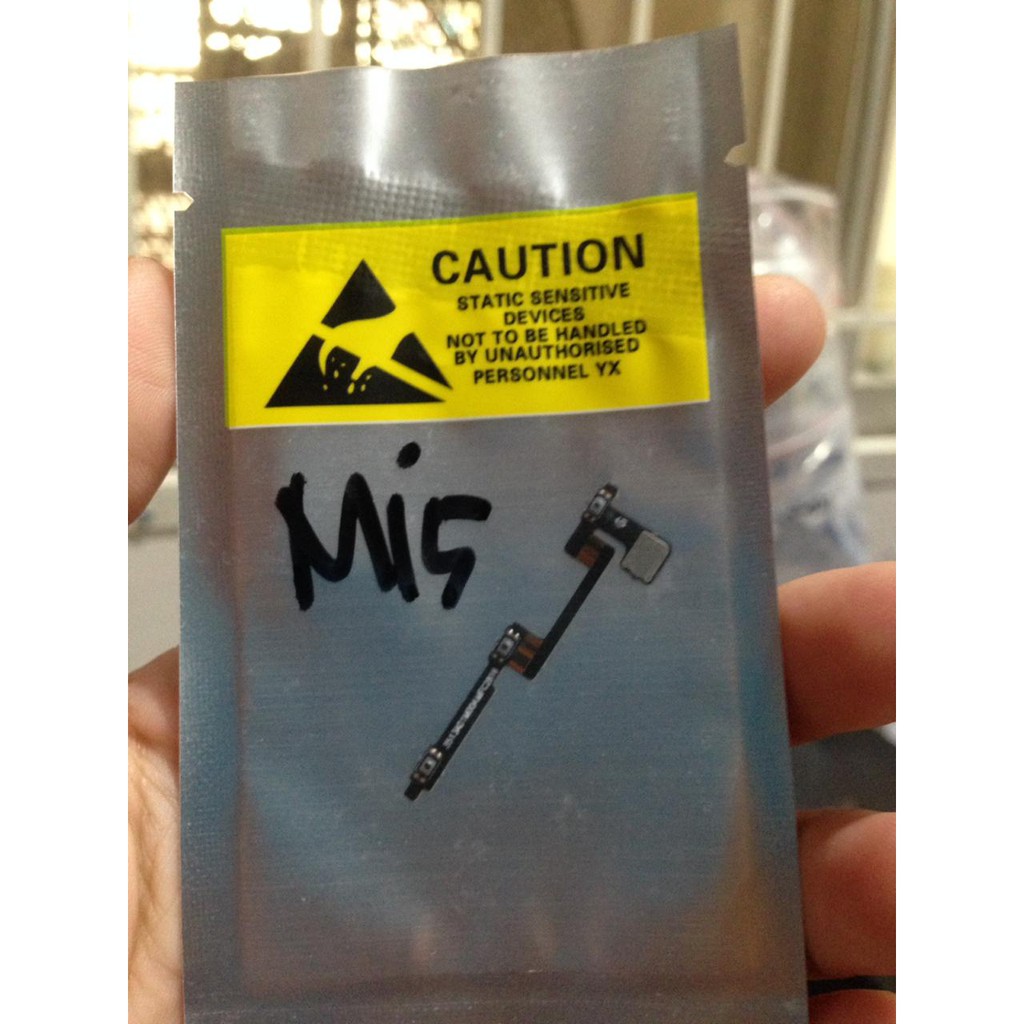 CAUTION
STATIC SENSITIVE
DEVICES
NOT TO BE HANDLED
BY UNAUTHORISED
PERSONNEL YX
Mi5